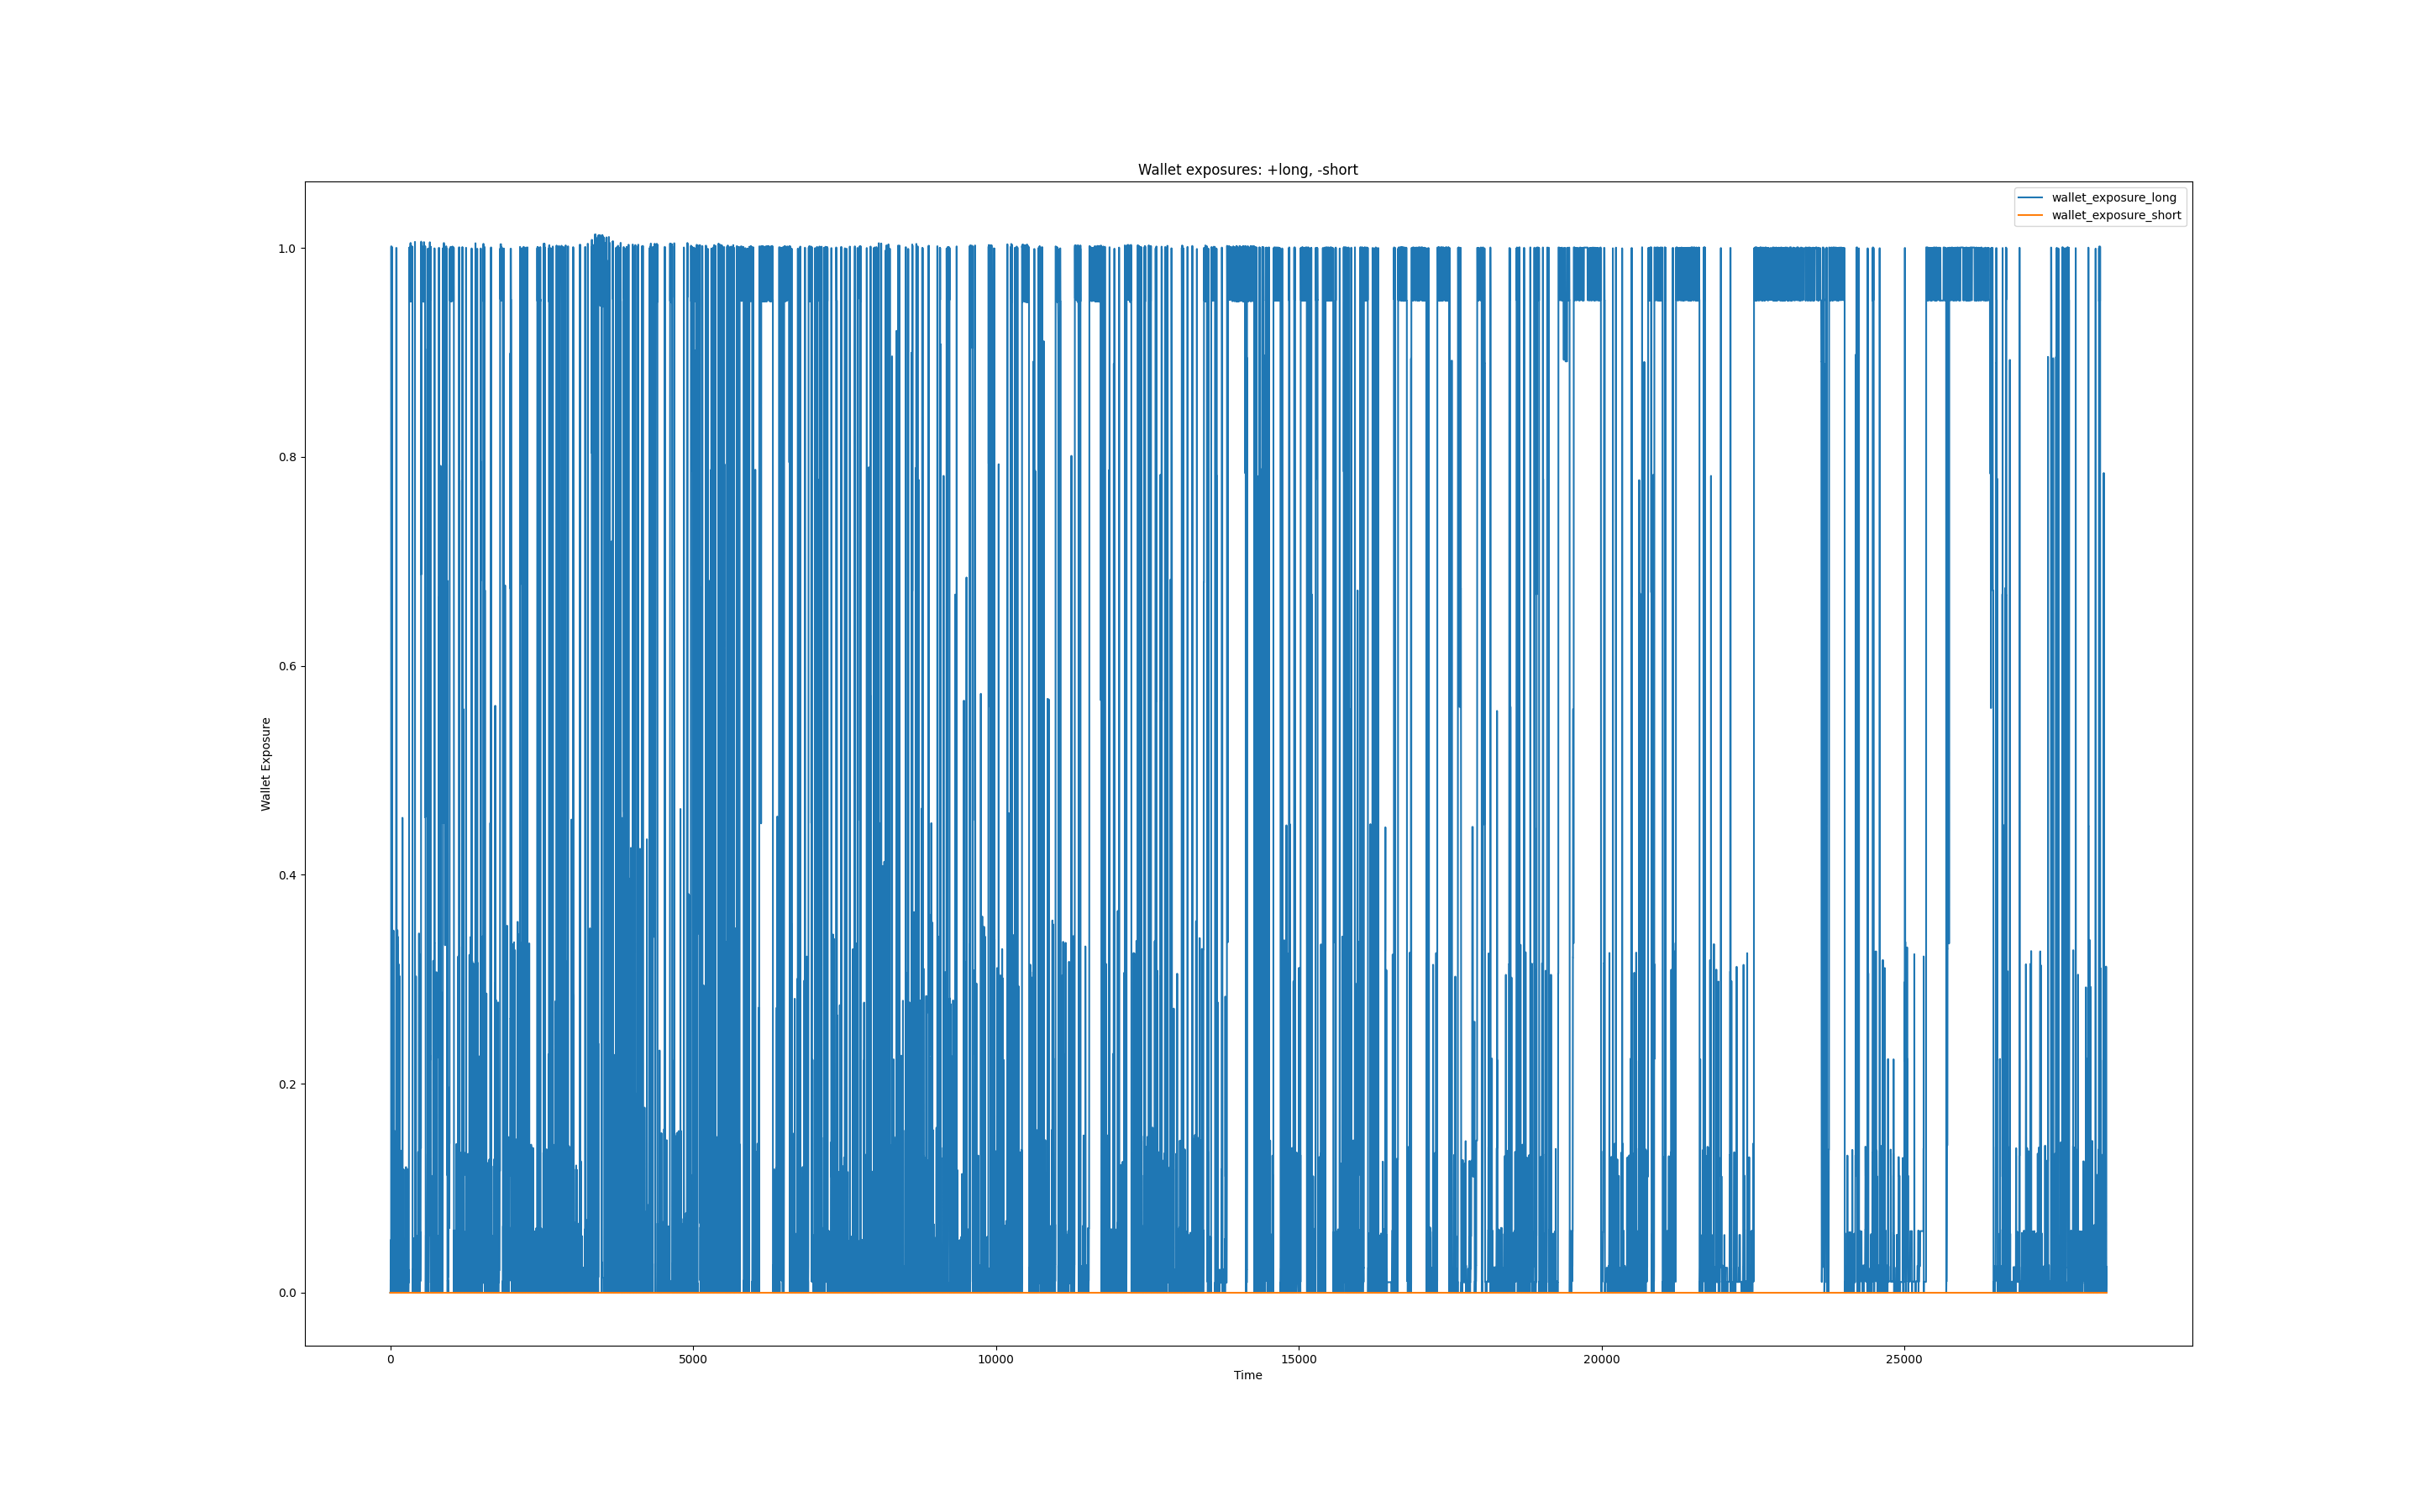 Wallet exposures: +long, -short
wallet_exposure_long
wallet_exposure_short
1.0
0.8
0.6
0.4
0.2
0.0
Wallet Exposure
0 5000 10000 15000 20000 25000
Time